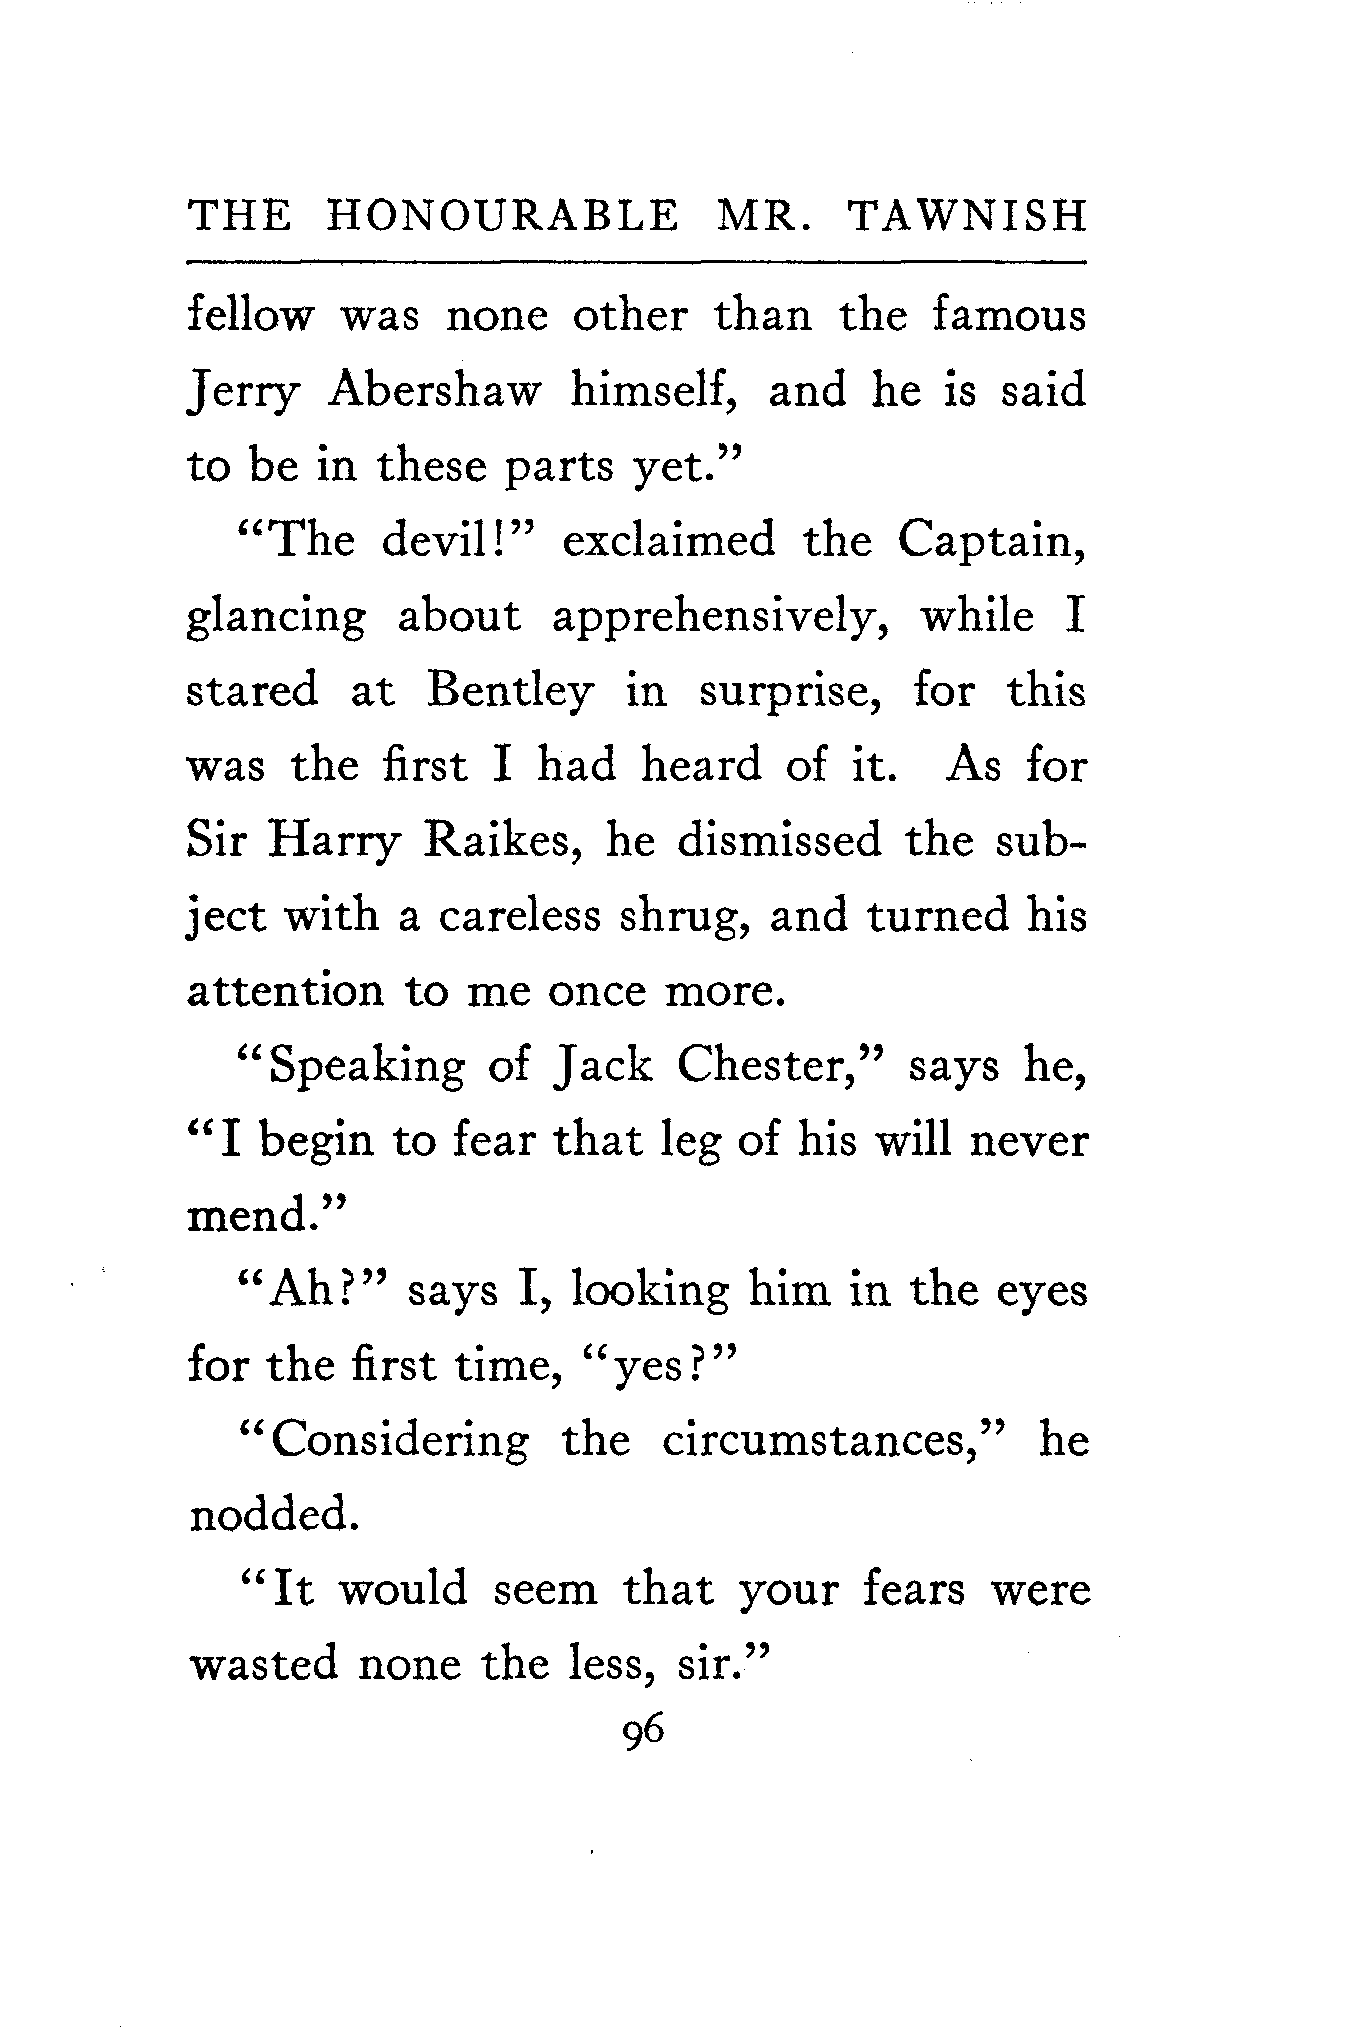 THE HONOURABLE MR. TAWNISH
fellow was none other than the famous
Jerry Abershaw himself, and he is said
to be in these parts yet.”
“The devil!” exclaimed the Captain,
glancing about apprehensively, while I
stared at Bentley in surprise, for this
was the first I had heard of it. As for
Sir Harry Raikes, he dismissed the sub-
ject with a careless shrug, and turned his
attention to me once more.
“Speaking of Jack Chester,” says he,
“I begin to fear that leg of his will never
mend.”
“Ah?” says I, looking him in the eyes
for the first time, “yes?”
“Considering the circumstances,” he
nodded.
“It would seem that your fears were
wasted none the less, sir.”
96